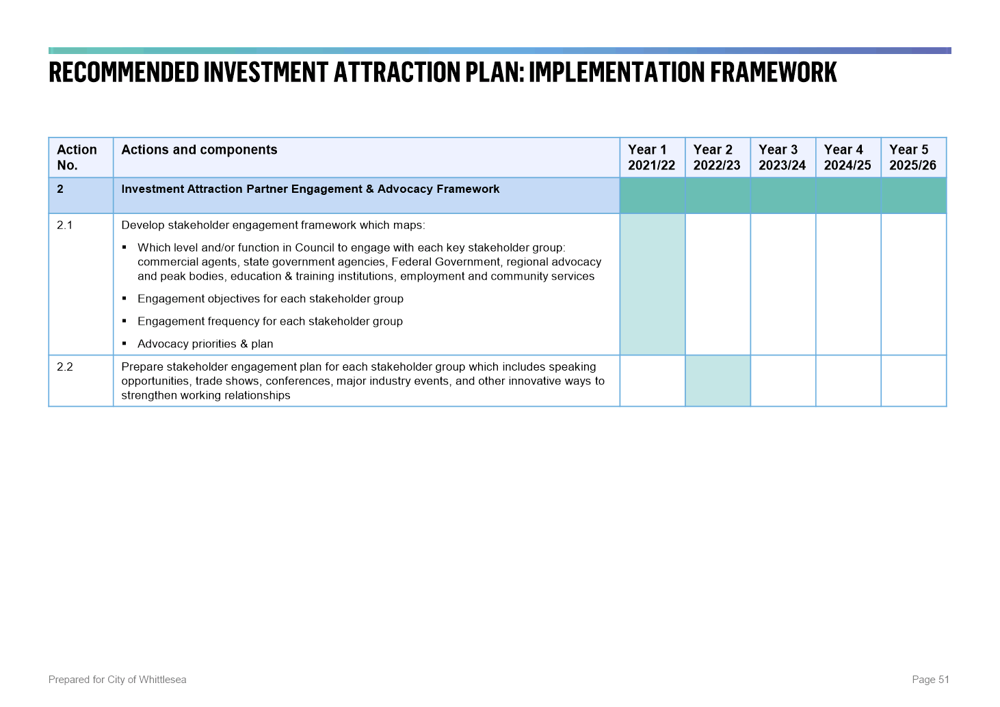 RECOMMENDED INVESTMENT ATTRACTION PLAN: IMPLEMENTATION FRAMEWORK
Action No.
Actions and components
Year 1 2021/22
Year 2 2022/23
Year 3 2023/24
Year 4 2024/25
Year 5 2025/26
2
Investment Attraction Partner Engagement & Advocacy Framework
2.1
Develop stakeholder engagement framework which maps:
▪ Which level and/or function in Council to engage with each key stakeholder group:
commercial agents, state government agencies, Federal Government, regional advocacy
and peak bodies, education & training institutions, employment and community services
▪ Engagement objectives for each stakeholder group
▪ Engagement frequency for each stakeholder group
▪ Advocacy priorities & plan
2.2
Prepare stakeholder engagement plan for each stakeholder group which includes speaking
opportunities, trade shows, conferences, major industry events, and other innovative ways to
strengthen working relationships
Prepared for City of Whittlesea
Page 51